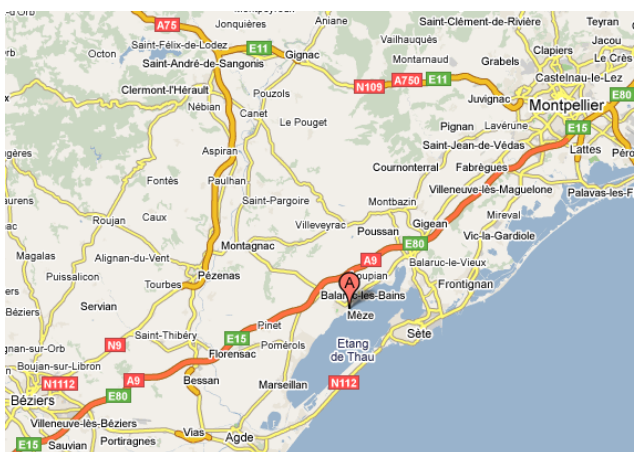 A75
Jonquières
Aniane
Vailhauquès
Saint-Clément-de-Rivière
Teyran
Octon
Saint-Félix-de-Lodez
E11
Gignac
Montarnaud
Clapiers
Jacou
Saint-André-de-Sangonis
Grabels
Castelnau-le-Lez
N109
A750
E11
Clermont-l'Hérault
Pouzols
Juvignac
E80
Nébian
Canet
Montpellier
Le Pouget
Pignan
Lavérune
E15
Aspiran
Saint-Jean-de-Védas
Lattes
Cournonterral
Fabrègues
Fontès
Paulhan
Villeneuve-lès-Maguelone
Palavas-les-F
Saint-Pargoire
Montbazin
Roujan
Caux
Villeveyrac
Gigean
Mireval
Poussan
Vic-la-Gardiole
Magalas
Alignan-du-Vent
Montagnac
E80
A9
Balaruc-le-Vieux
Puissalicon
Pézenas
oupian
Tourbes
A
Frontignan
Servian
Balaruc-les-Bains
Mèze
Saint-Thibéry
E15
Pinet
Sète
N9
Florensac
Pomérols
Etang
de Thau
Boujan-sur-Libron
N1112
A9
Bessan
Marseillan
N112
Béziers
E80
Villeneuve-lès-Béziers
Vias
Agde
E15
Sauvian
Portiragnes